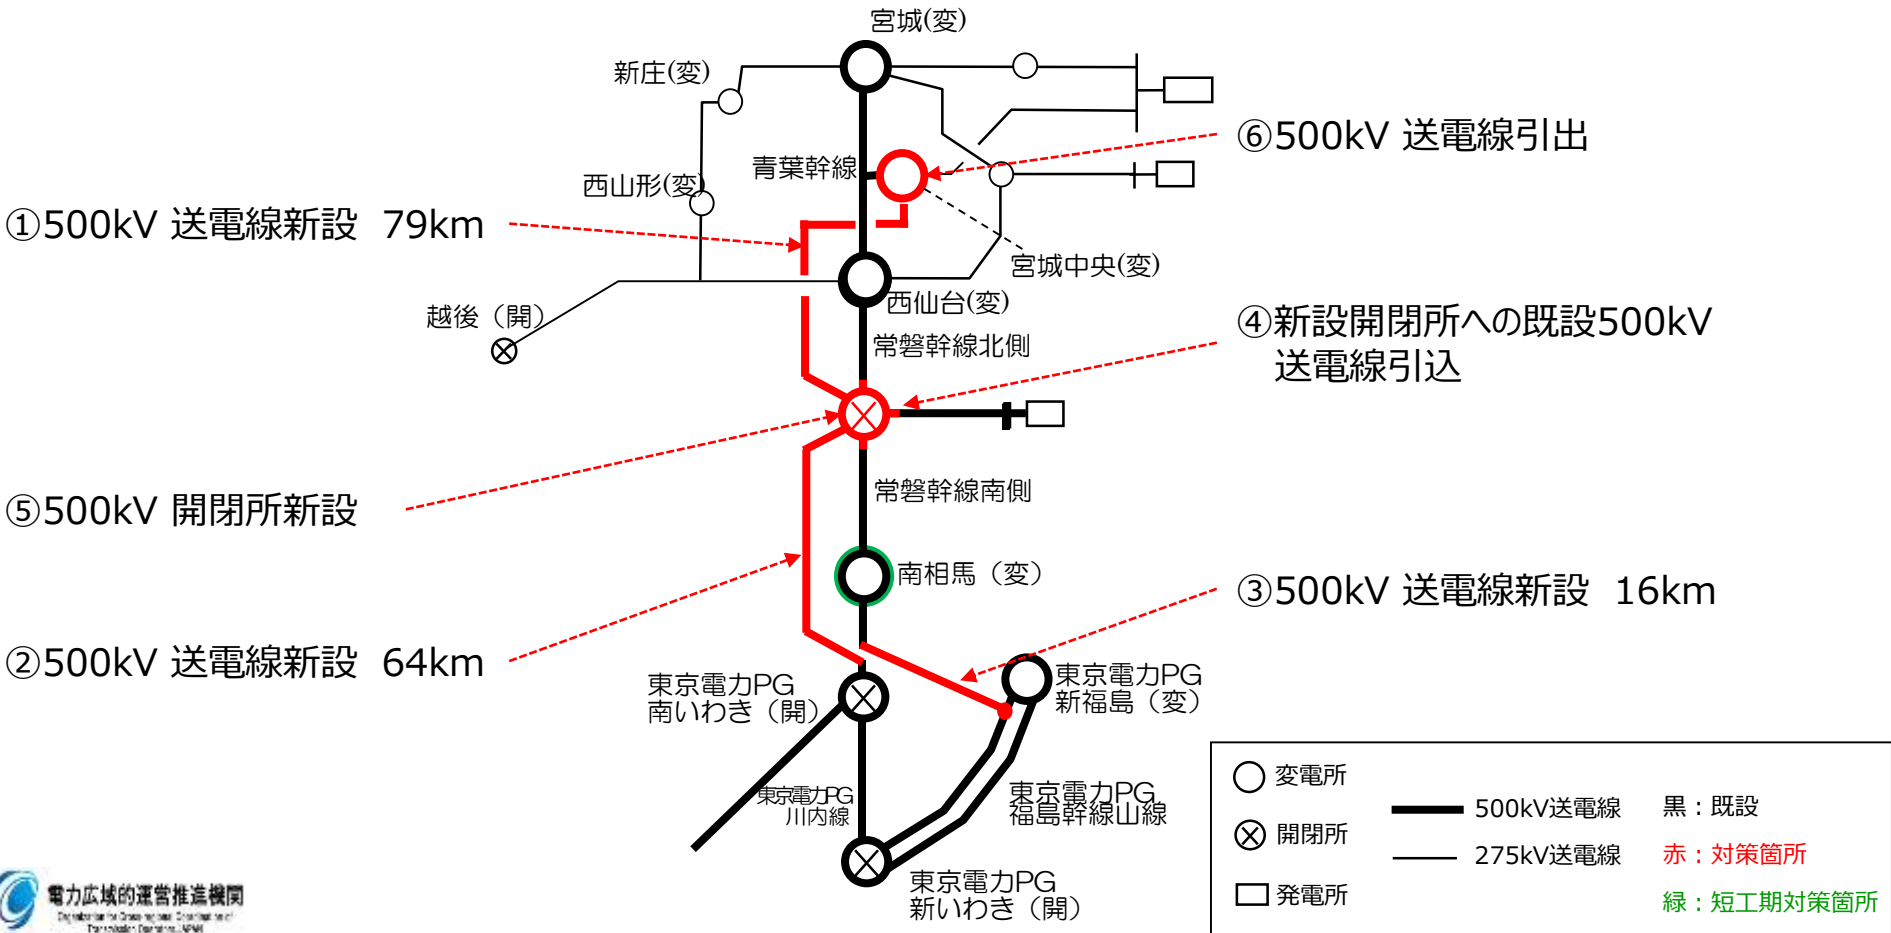 宮城(変)
新庄(変)
⑥500kV 送電線引出
青葉幹線
西山形(変)
①500kV 送電線新設 79km
宮城中央(変)
西仙台(変)
越後（開）
④新設開閉所への既設500kV
送電線引込
常磐幹線北側
⑤500kV 開閉所新設
常磐幹線南側
南相馬（変）
③500kV 送電線新設 16km
②500kV 送電線新設 64km
東京電力PG
南いわき（開）
東京電力PG
新福島（変）
東京電力PG
川内線
東京電力PG
福島幹線山線
東京電力PG
新いわき（開）
変電所
開閉所
発電所
500kV送電線
275kV送電線
黒：既設
赤：対策箇所
緑：短工期対策箇所
電力広域的運営推進機関
Organization for Cross-regional Coordination of
Transmission Operators, JAPAN